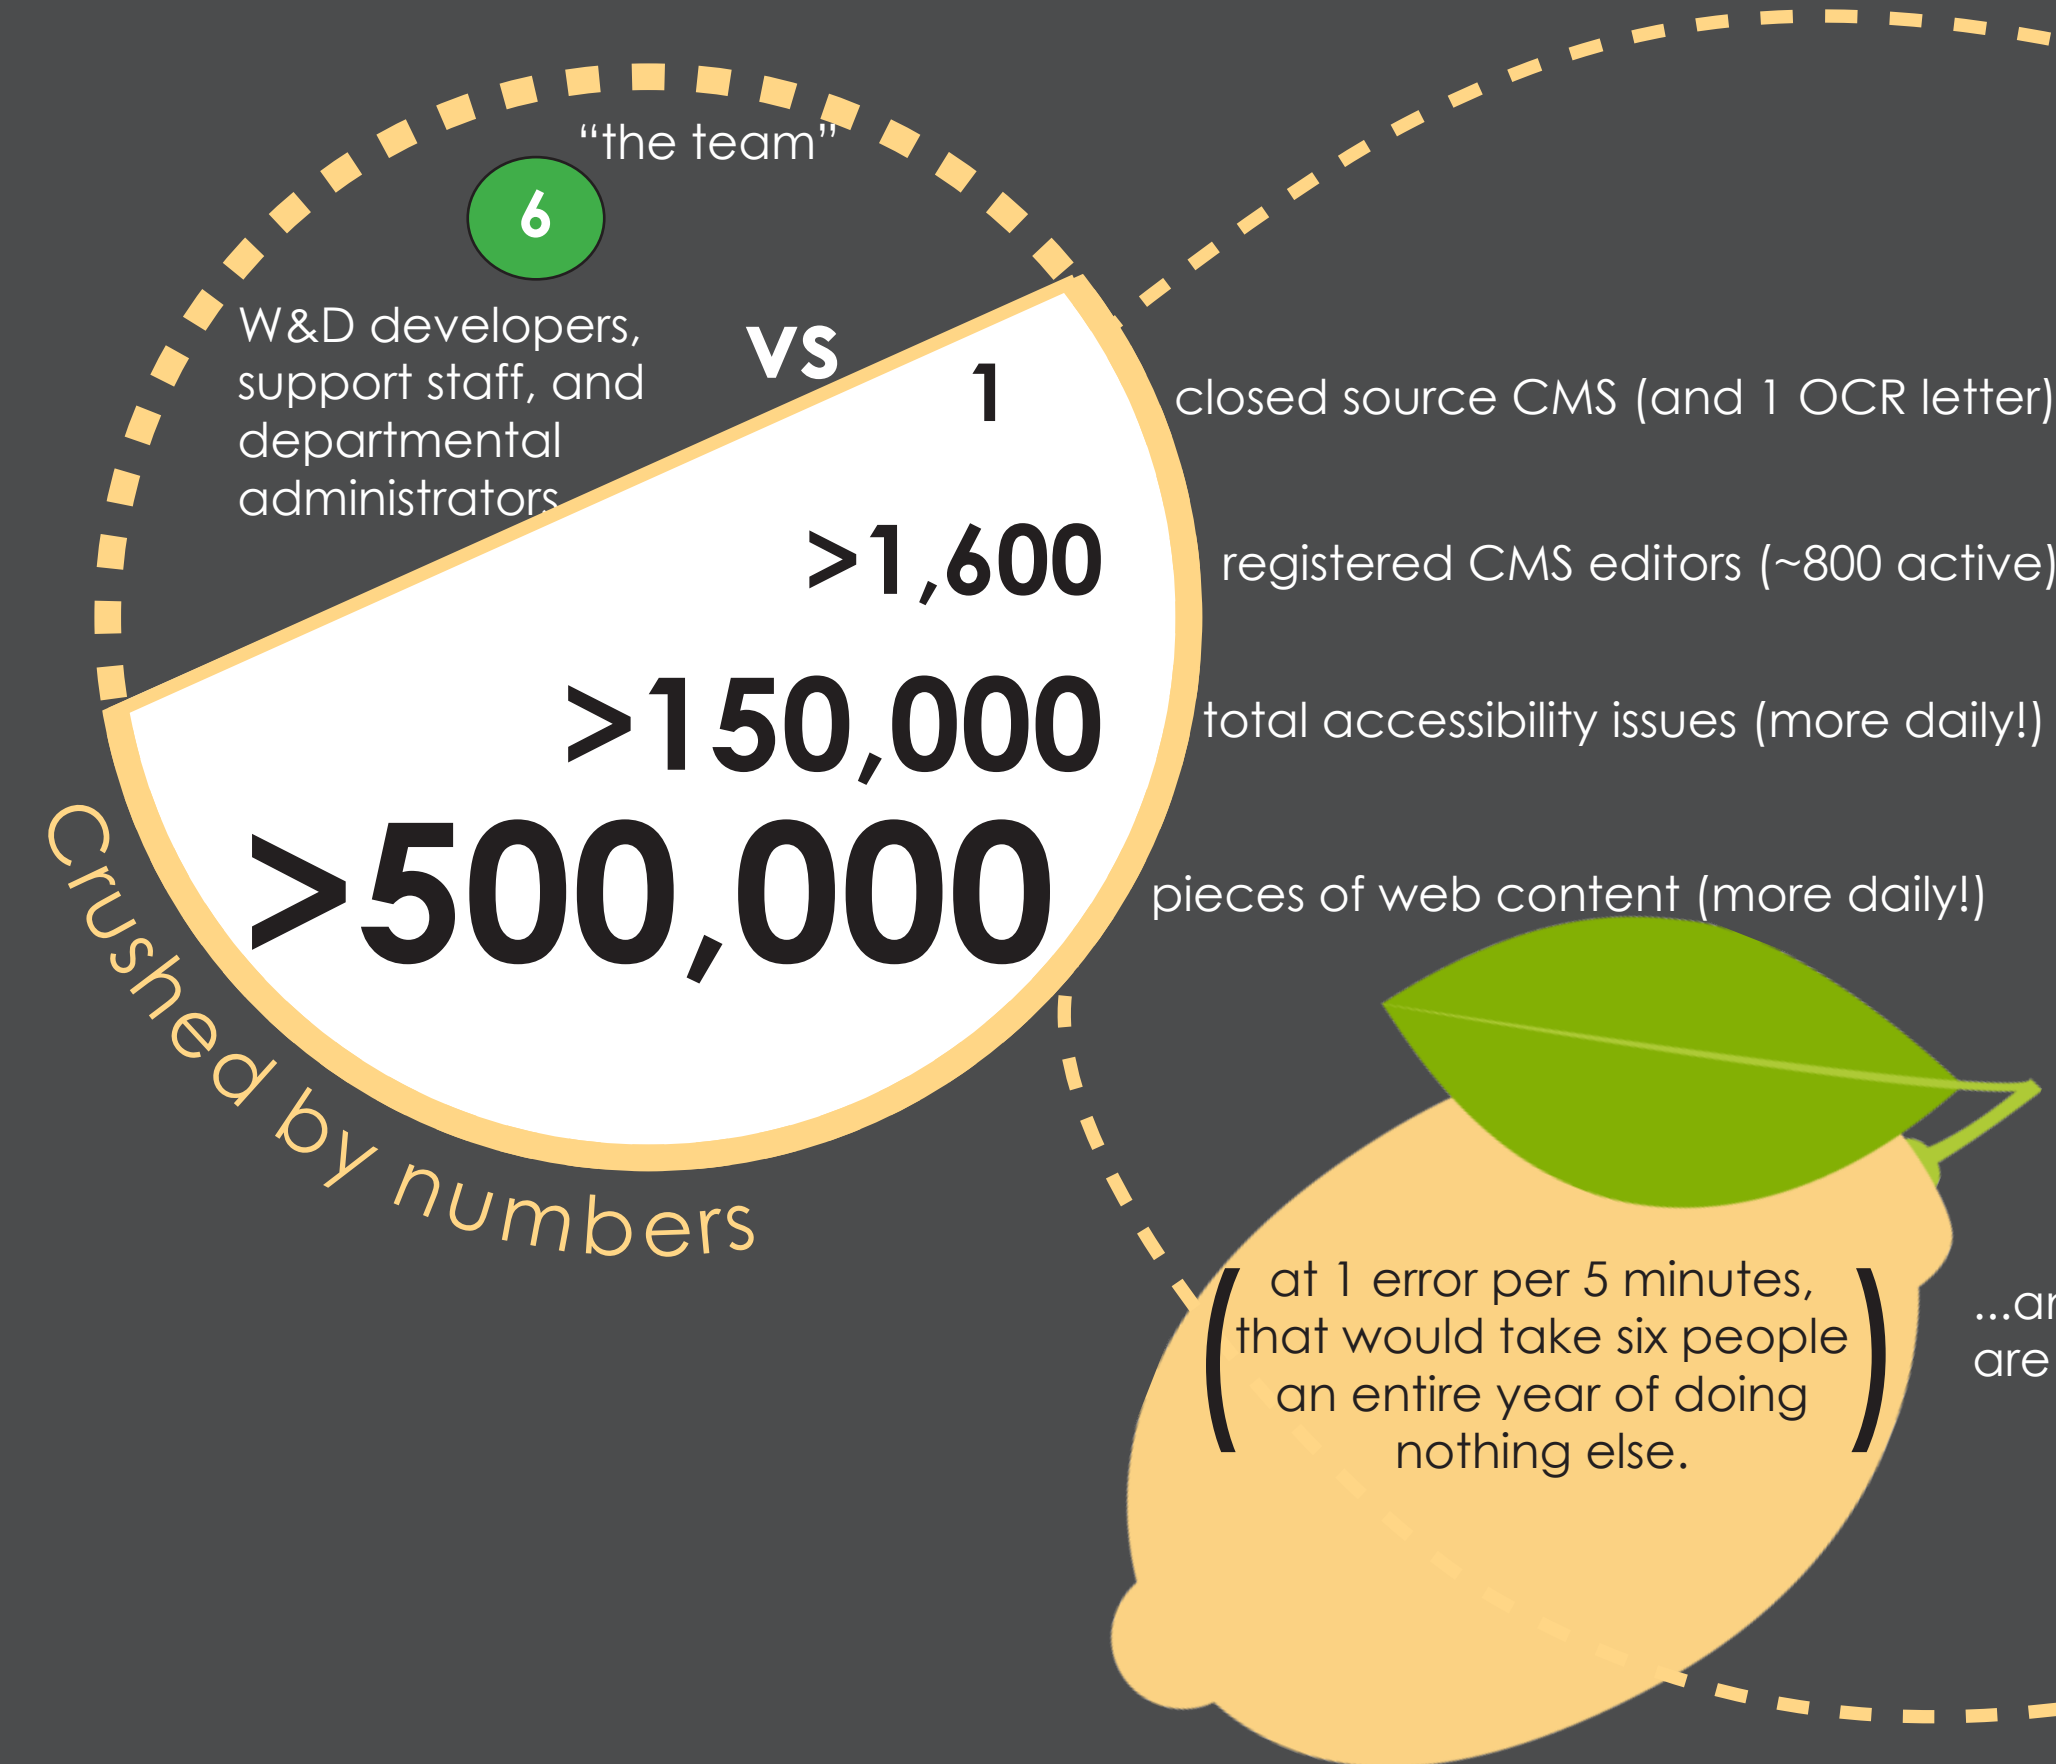 “the team”
6
W&D developers,
support staff, and
departmental
administrators
vs
1
closed source CMS (and 1 OCR letter)
>1,600
registered CMS editors (~800 active)
>150,000
total accessibility issues (more daily!)
>500,000
pieces of web content (more daily!)
Crushed by numbers
( at 1 error per 5 minutes,
that would take six people
an entire year of doing
nothing else. )
are